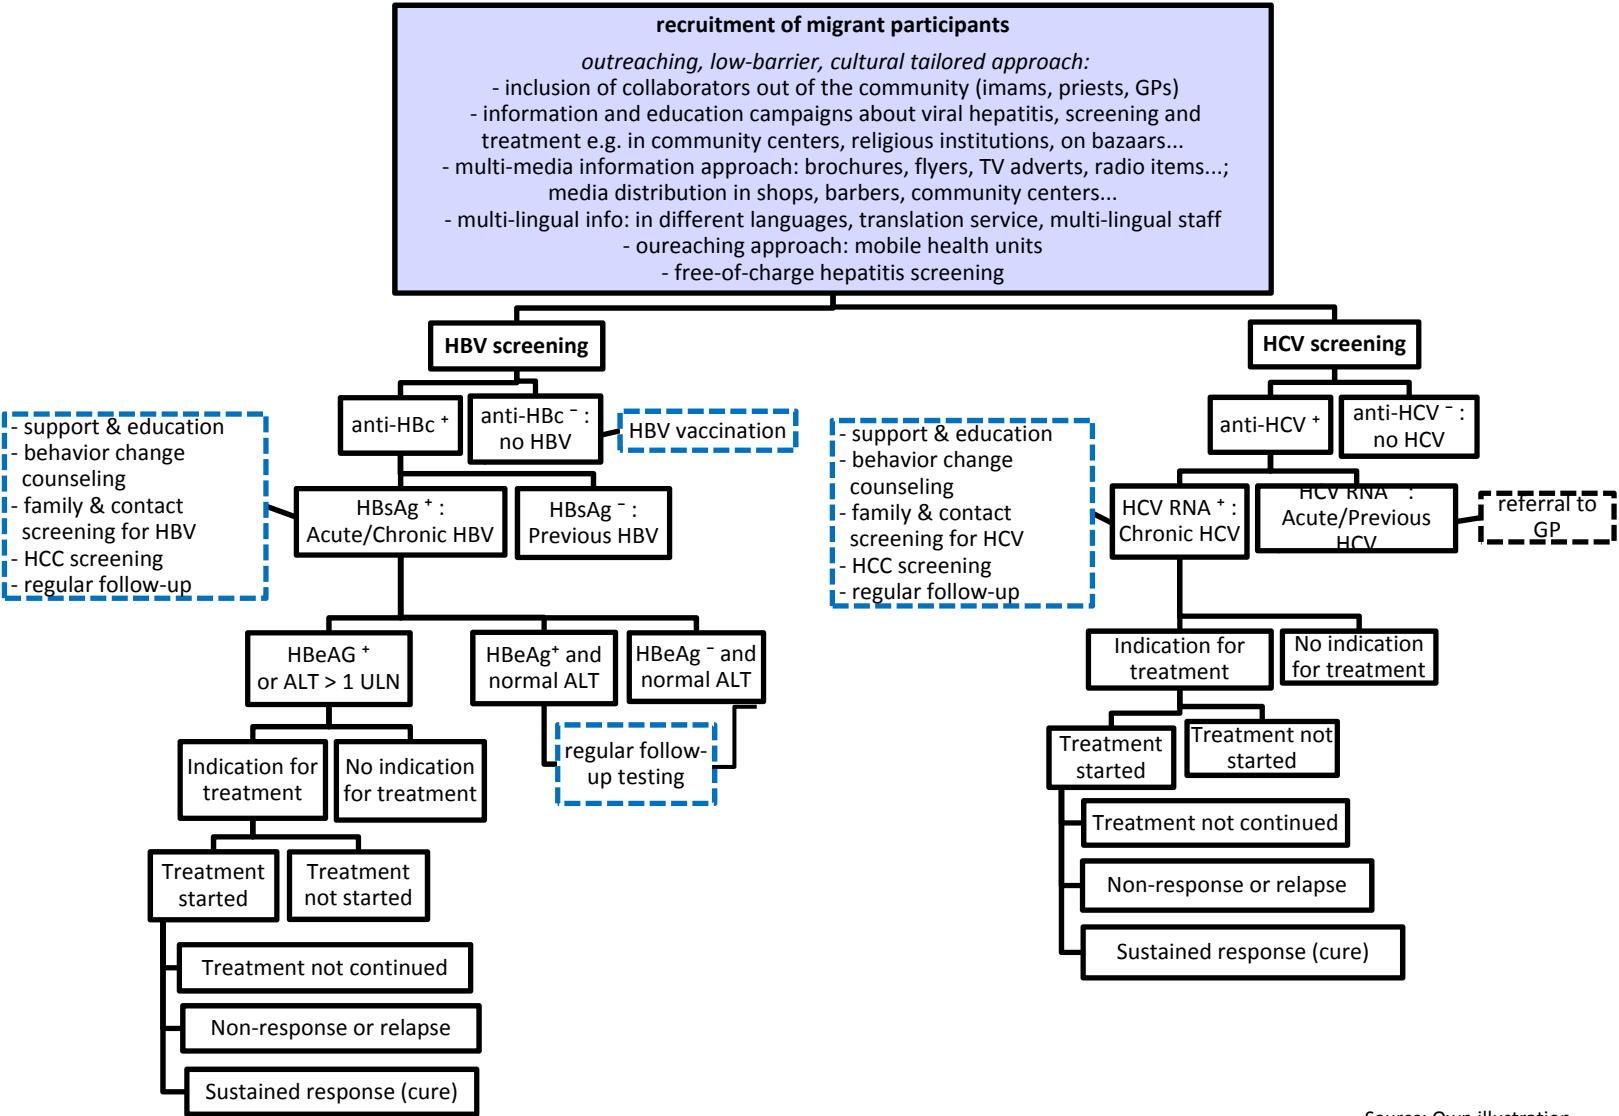 recruitment of migrant participants
outreaching, low-barrier, cultural tailored approach:
- inclusion of collaborators out of the community (imams, priests, GPs)
- information and education campaigns about viral hepatitis, screening and
treatment e.g. in community centers, religious institutions, on bazaars...
- multi-media information approach: brochures, flyers, TV adverts, radio items...;
media distribution in shops, barbers, community centers...
- multi-lingual info: in different languages, translation service, multi-lingual staff
- oureaching approach: mobile health units
- free-of-charge hepatitis screening
HBV screening
anti-HBc ⁺
anti-HBc ⁻ :
no HBV
HBV vaccination
- support & education
- behavior change
counseling
- family & contact
screening for HBV
- HCC screening
- regular follow-up
HBsAg ⁺ :
Acute/Chronic HBV
HBsAg ⁻ :
Previous HBV
HBeAG ⁺
or ALT > 1 ULN
HBeAg⁺ and
normal ALT
HBeAg ⁻ and
normal ALT
regular follow-
up testing
Indication for
treatment
No indication
for treatment
Treatment
started
Treatment
not started
Treatment not continued
Non-response or relapse
Sustained response (cure)
HCV screening
anti-HCV ⁺
anti-HCV ⁻ :
no HCV
- support & education
- behavior change
counseling
- family & contact
screening for HCV
- HCC screening
- regular follow-up
HCV RNA ⁺ :
Chronic HCV
HCV RNA ⁻ :
Acute/Previous
HCV
referral to
GP
Indication for
treatment
No indication
for treatment
Treatment
started
Treatment not
started
Treatment not continued
Non-response or relapse
Sustained response (cure)
Source: Own illustration